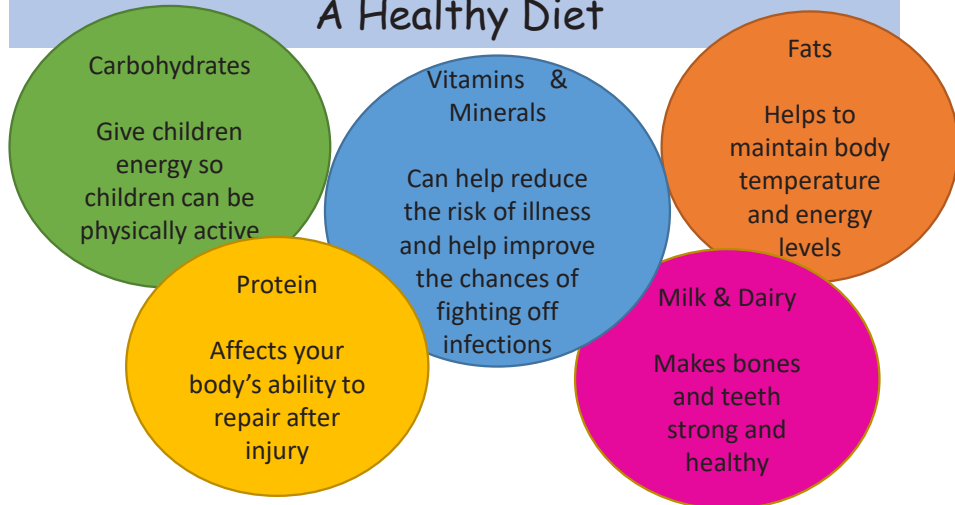 A Healthy Diet
Carbohydrates
Give children
energy so
children can be
physically active
Vitamins &
Minerals
Can help reduce
the risk of illness
and help improve
the chances of
fighting off
infections
Fats
Helps to
maintain body
temperature
and energy
levels
Protein
Affects your
body's ability to
repair after
injury
Milk & Dairy
Makes bones
and teeth
strong and
healthy